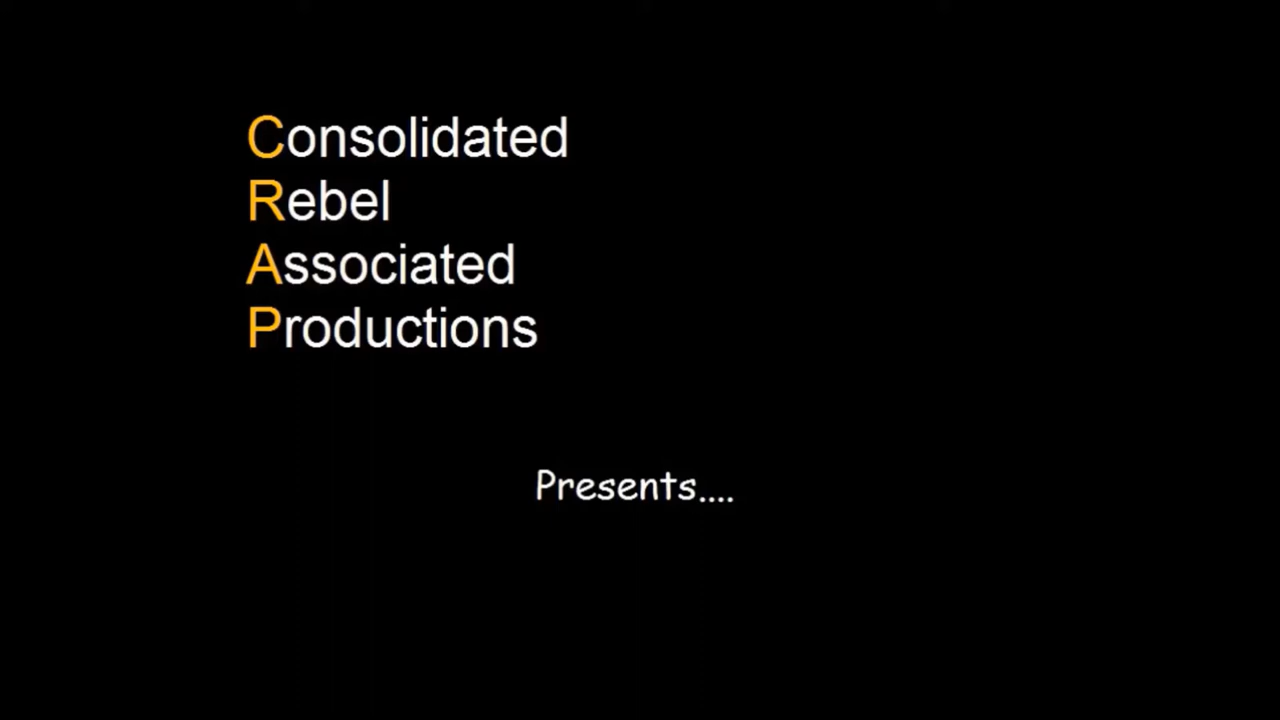 Consolidated
Rebel
Associated
Productions
Presents....